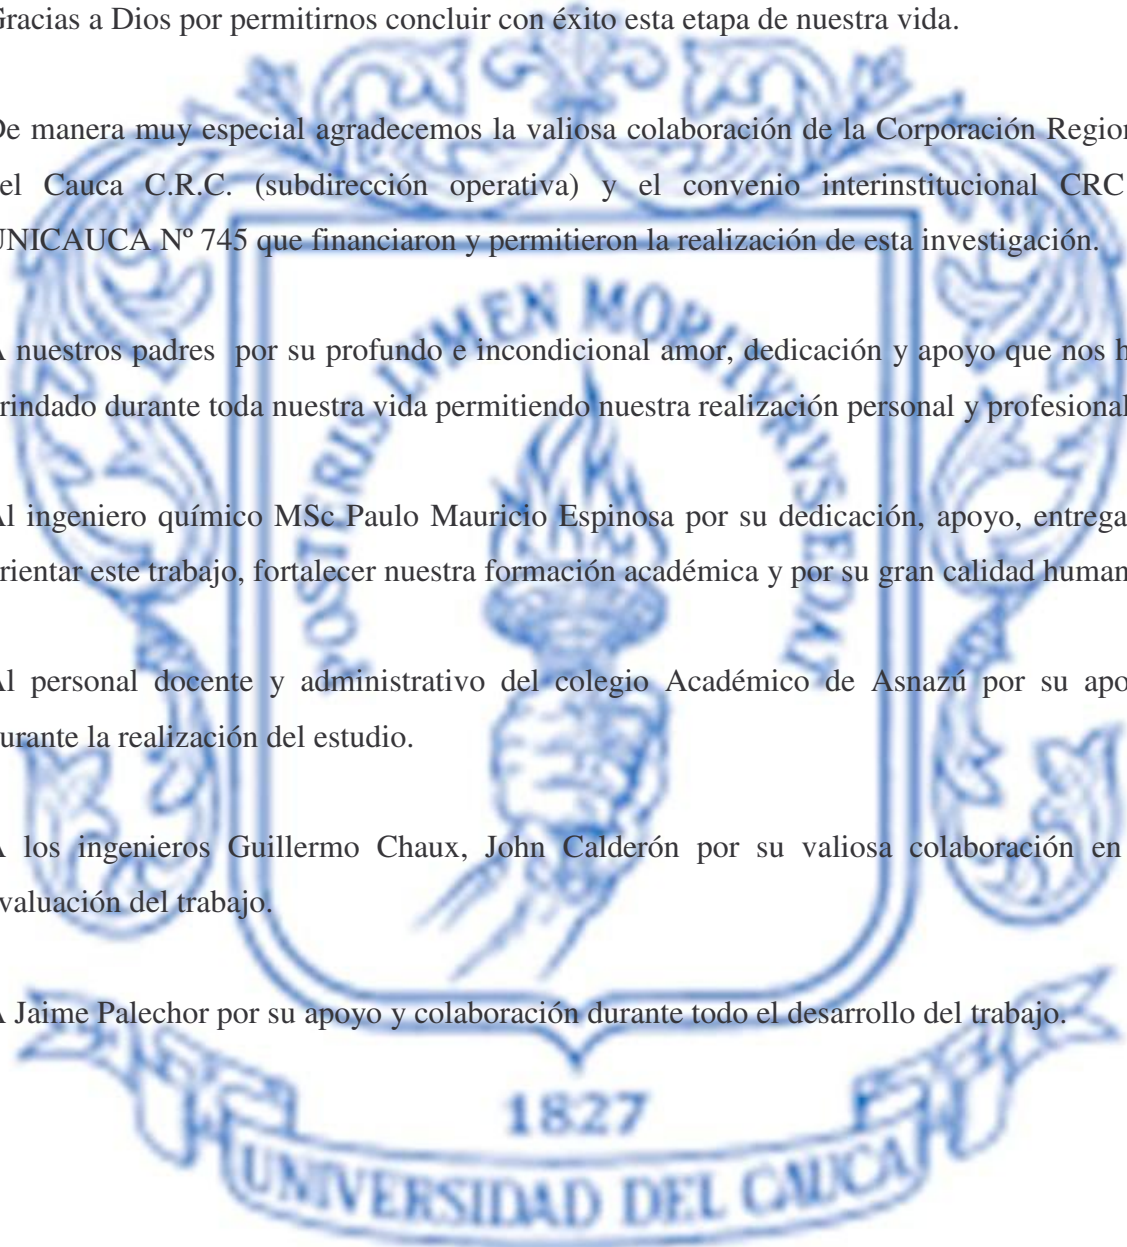 Gracias a Dios por permitirnos concluir con éxito esta etapa de nuestra vida.
De manera muy especial agradecemos la valiosa colaboración de la Corporación Region
el Cauca C.R.C. (subdirección operativa) y el convenio interinstitucional CRC
UNICAUCA Nº 745 que financiaron y permitieron la realización de esta investigación.
A nuestros padres por su profundo e incondicional amor, dedicación y apoyo que nos h
rindado durante toda nuestra vida permitiendo nuestra realización personal y profesional
Al ingeniero químico MSc Paulo Mauricio Espinosa por su dedicación, apoyo, entrega
rientar este trabajo, fortalecer nuestra formación académica y por su gran calidad human
Al personal docente y administrativo del colegio Académico de Asnazú por su apo
urante la realización del estudio.
A los ingenieros Guillermo Chaux, John Calderón por su valiosa colaboración en
valuación del trabajo.
A Jaime Palechor por su apoyo y colaboración durante todo el desarrollo del trabajo.
POSTERIS LVMEN MORITVRVS EDAT
1827
UNIVERSIDAD DEL CAUCA